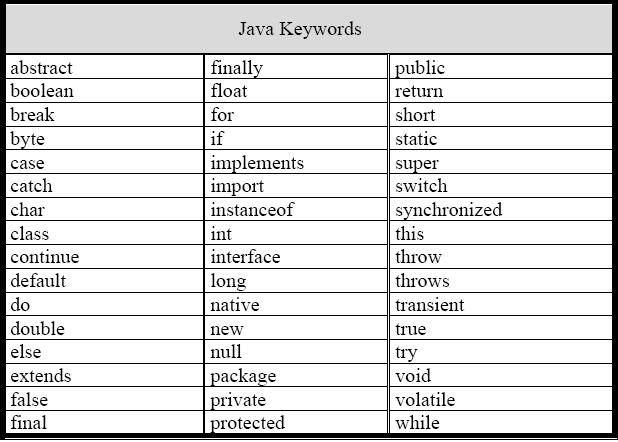 Java Keywords
abstract finally public
boolean float return
break for short
byte if static
case implements super
catch import switch
char instanceof synchronized
class int this
continue interface throw
default long throws
do native transient
double new true
else null try
extends package void
false private volatile
final protected while